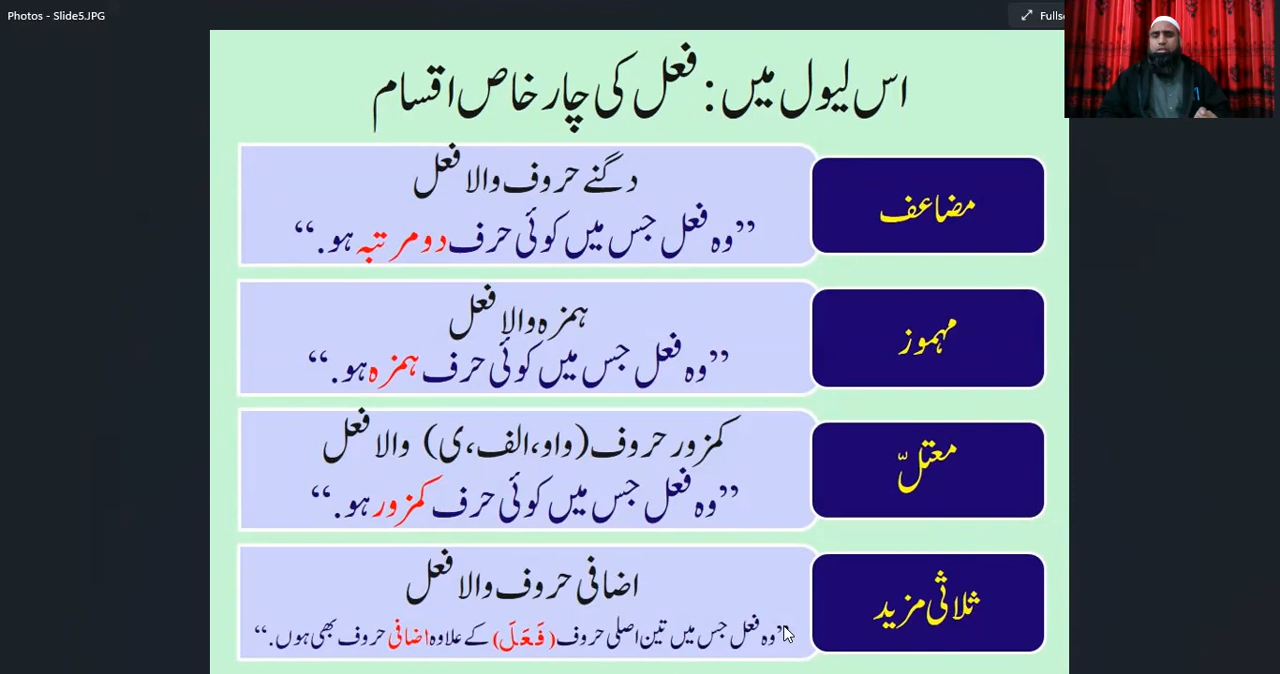 Photos - Slide5.JPG
Fulls
اس لیول میں: فعل کی چار خاص اقسام
مضاعف
دگنے حروف والا فعل
”وہ فعل جس میں کوئی حرف دو مرتبہ ہو.“
مہموز
ہمزہ والا فعل
”وہ فعل جس میں کوئی حرف ہمزہ ہو.“
معتلّ
کمزور حروف (واو، الف، ی) والا فعل
”وہ فعل جس میں کوئی حرف کمزور ہو.“
ثلاثی مزید
اضافی حروف والا فعل
”وہ فعل جس میں تین اصلی حروف (فَعَلَ) کے علاوہ اضافی حروف بھی ہوں.“